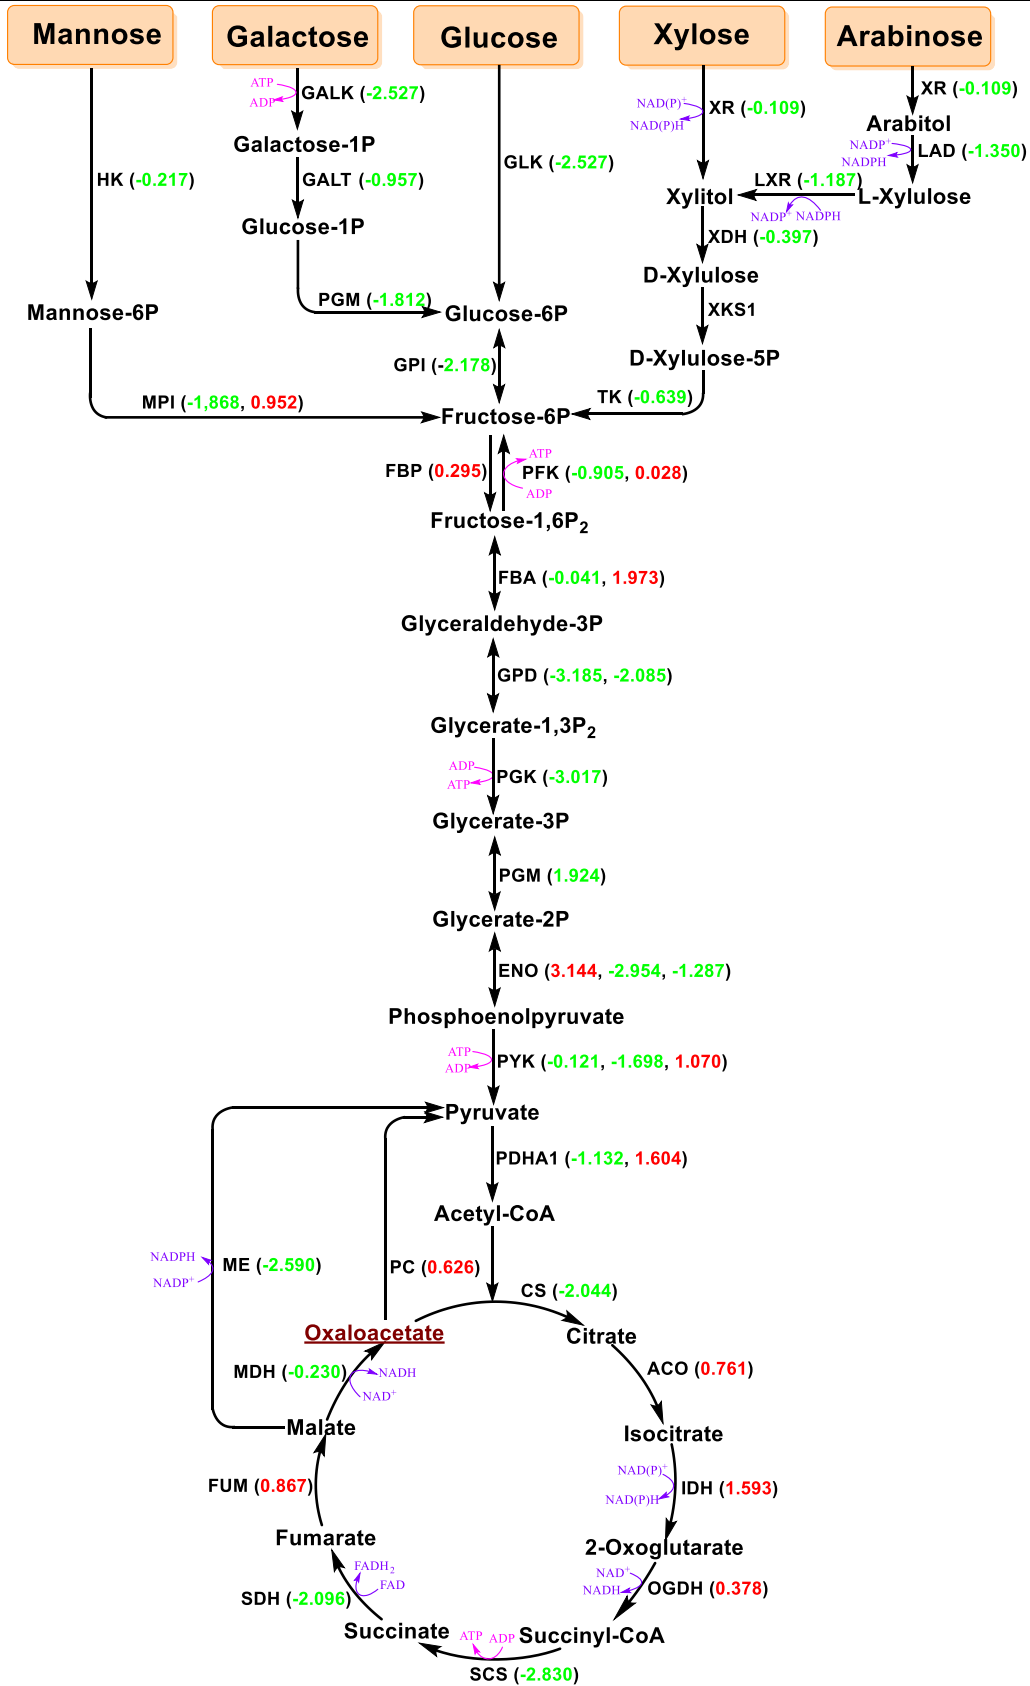 Mannose
Galactose
Glucose
Xylose
Arabinose
ATP
ADP
GALK (-2.527)
XR (-0.109)
NAD(P)+
NAD(P)H
XR (-0.109)
Arabitol
Galactose-1P
NADP+
NADPH
LAD (-1.350)
HK (-0.217)
GALT (-0.957)
GLK (-2.527)
LXR (-1.187)
Xylitol
L-Xylulose
NADP+ NADPH
Glucose-1P
XDH (-0.397)
D-Xylulose
Mannose-6P
PGM (-1.812)
Glucose-6P
XKS1
D-Xylulose-5P
GPI (-2.178)
MPI (-1,868, 0.952)
TK (-0.639)
Fructose-6P
FBP (0.295)
ATP
ADP
PFK (-0.905, 0.028)
Fructose-1,6P2
FBA (-0.041, 1.973)
Glyceraldehyde-3P
GPD (-3.185, -2.085)
Glycerate-1,3P2
ADP
ATP
PGK (-3.017)
Glycerate-3P
PGM (1.924)
Glycerate-2P
ENO (3.144, -2.954, -1.287)
Phosphoenolpyruvate
ATP
ADP
PYK (-0.121, -1.698, 1.070)
Pyruvate
PDHA1 (-1.132, 1.604)
Acetyl-CoA
NADPH
NADP+
ME (-2.590)
PC (0.626)
CS (-2.044)
Oxaloacetate
Citrate
MDH (-0.230)
NADH
NAD+
ACO (0.761)
Malate
Isocitrate
FUM (0.867)
NAD(P)+
NAD(P)H
IDH (1.593)
Fumarate
2-Oxoglutarate
FADH2
FAD
NAD+
NADH
OGDH (0.378)
SDH (-2.096)
Succinate
ATP ADP
Succinyl-CoA
SCS (-2.830)